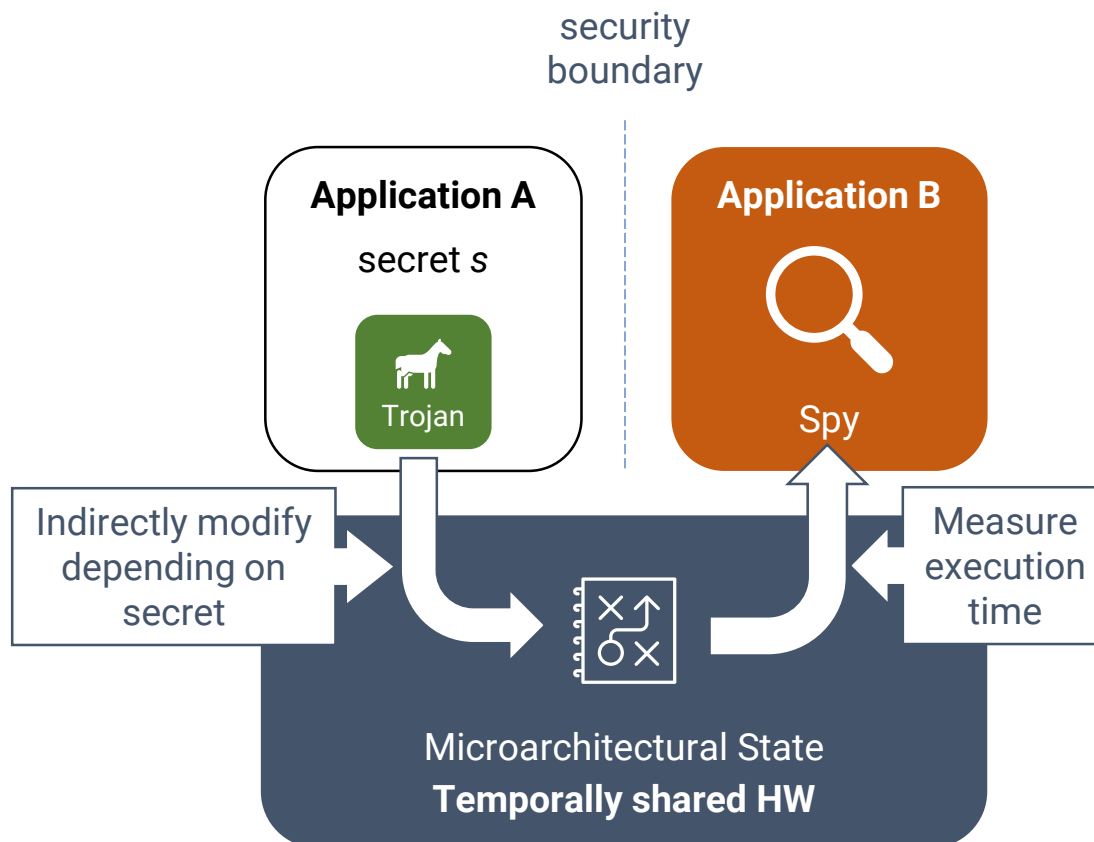 security
boundary
Application A
secret s
Trojan
Application B
Spy
Indirectly modify
depending on
secret
Measure
execution
time
Microarchitectural State
Temporally shared HW